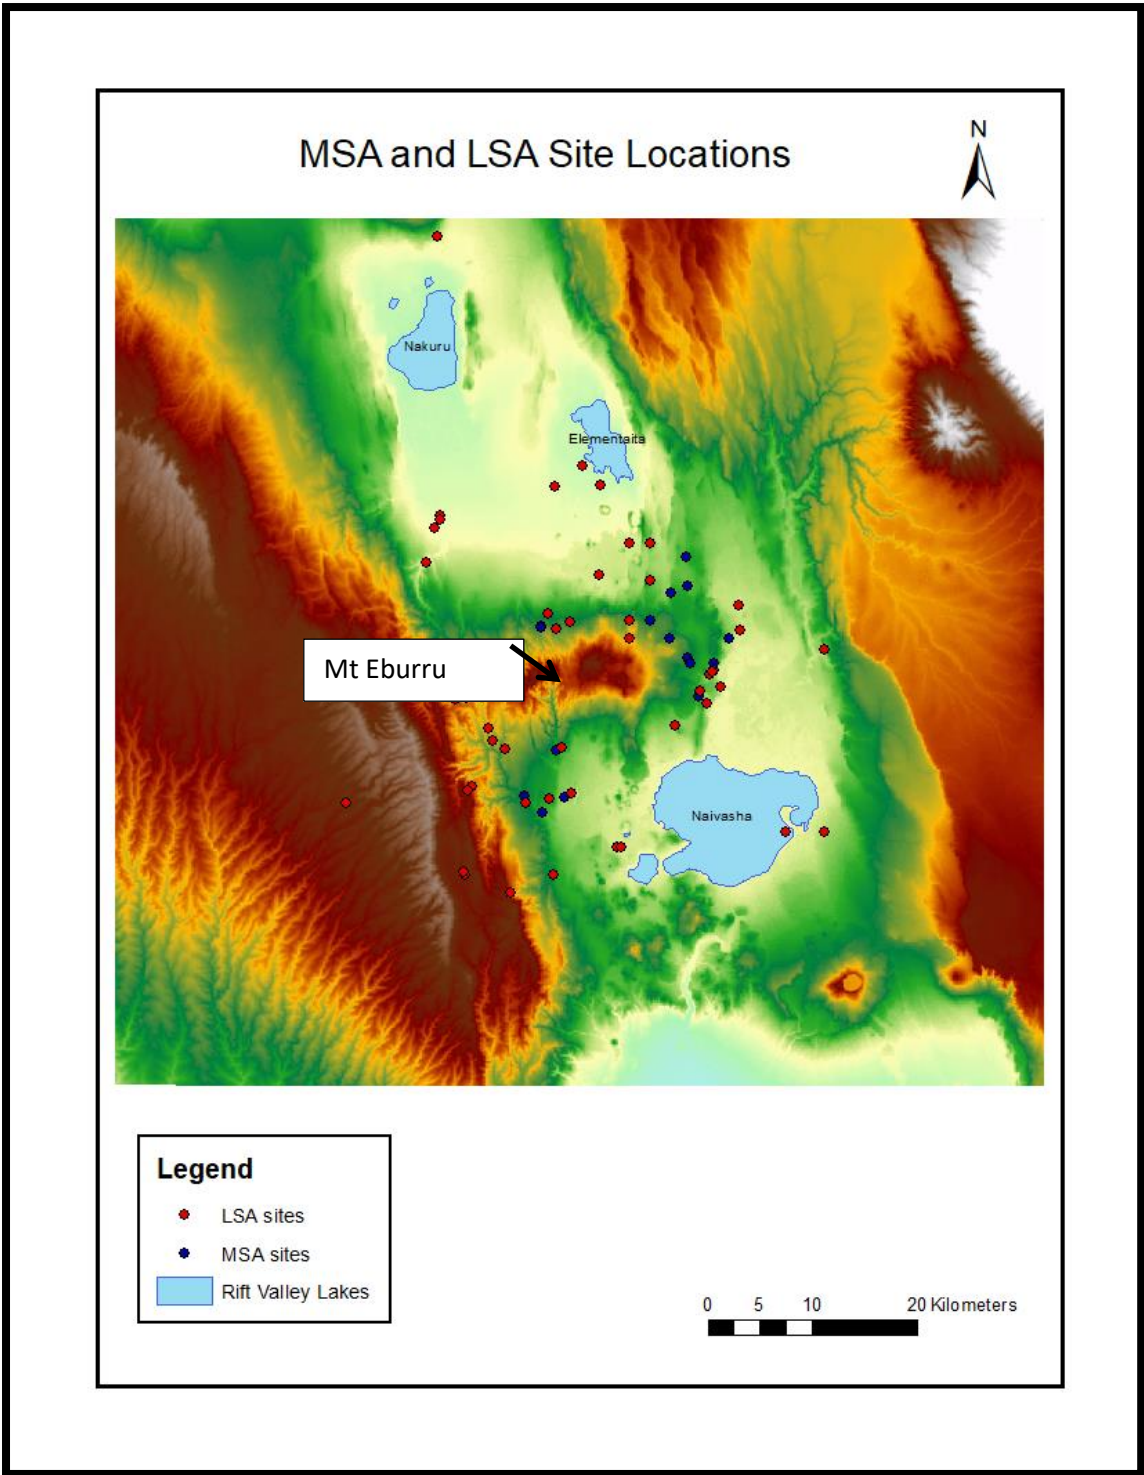 MSA and LSA Site Locations
N
Nakuru
Elementaita
Mt Eburru
Naivasha
Legend
LSA sites
MSA sites
Rift Valley Lakes
0 5 10 20 Kilometers